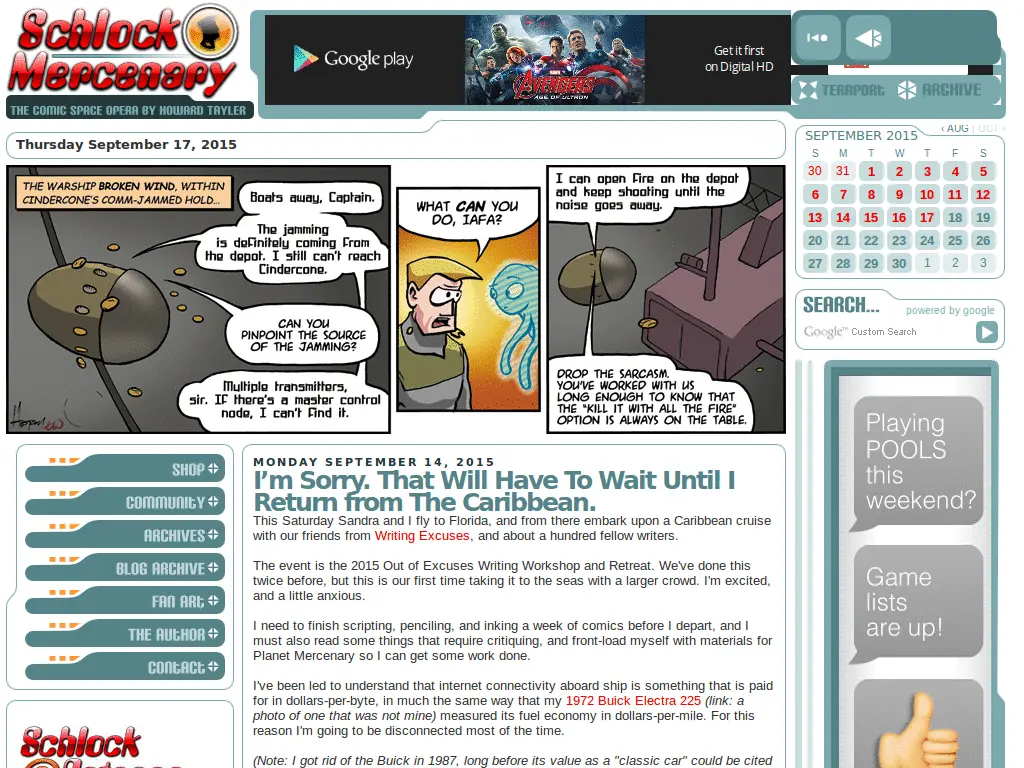 Schlock
Mercenary
THE COMIC SPACE OPERA BY HOWARD TAYLER
Google play
MARVEL
AVENGERS
AGE OF ULTRON
Get it first
on Digital HD
TERAPORT
ARCHIVE
Thursday September 17, 2015
THE WARSHIP BROKEN WIND, WITHIN
CINDERCONE'S COMM-JAMMED HOLD...
Boats away, Captain.
The jamming
is definitely coming from
the depot. I still can't reach
Cindercone.
CAN YOU
PINPOINT THE SOURCE
OF THE JAMMING?
Multiple transmitters,
sir. If there's a master control
node, I can't find it.
WHAT CAN YOU
DO, IAFA?
I can open fire on the depot
and keep shooting until the
noise goes away.
DROP THE SARCASM.
YOU'VE WORKED WITH US
LONG ENOUGH TO KNOW THAT
THE "KILL IT WITH ALL THE FIRE"
OPTION IS ALWAYS ON THE TABLE.
‹ AUG | OCT ›
SEPTEMBER 2015
S M T W T F S
30 31 1 2 3 4 5
6 7 8 9 10 11 12
13 14 15 16 17 18 19
20 21 22 23 24 25 26
27 28 29 30 1 2 3
SEARCH...
powered by google
Google™ Custom Search
SHOP
COMMUNITY
ARCHIVES
BLOG ARCHIVE
FAN ART
THE AUTHOR
CONTACT
Schlock
MONDAY SEPTEMBER 14, 2015
I'm Sorry. That Will Have To Wait Until I
Return from The Caribbean.
This Saturday Sandra and I fly to Florida, and from there embark upon a Caribbean cruise
with our friends from Writing Excuses, and about a hundred fellow writers.
The event is the 2015 Out of Excuses Writing Workshop and Retreat. We've done this
twice before, but this is our first time taking it to the seas with a larger crowd. I'm excited,
and a little anxious.
I need to finish scripting, penciling, and inking a week of comics before I depart, and I
must also read some things that require critiquing, and front-load myself with materials for
Planet Mercenary so I can get some work done.
I've been led to understand that internet connectivity aboard ship is something that is paid
for in dollars-per-byte, in much the same way that my 1972 Buick Electra 225 (link: a
photo of one that was not mine) measured its fuel economy in dollars-per-mile. For this
reason I'm going to be disconnected most of the time.
(Note: I got rid of the Buick in 1987, long before its value as a "classic car" could be cited
Playing
POOLS
this
weekend?
Game
lists
are up!